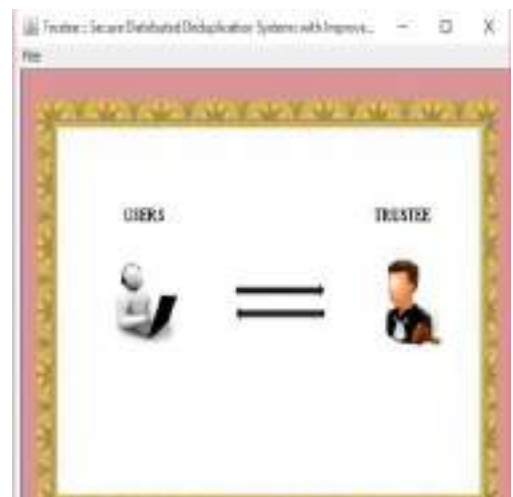 Trustee :: Secure Distributed Deduplication Systems with Improve...
File
USERS
TRUSTEE